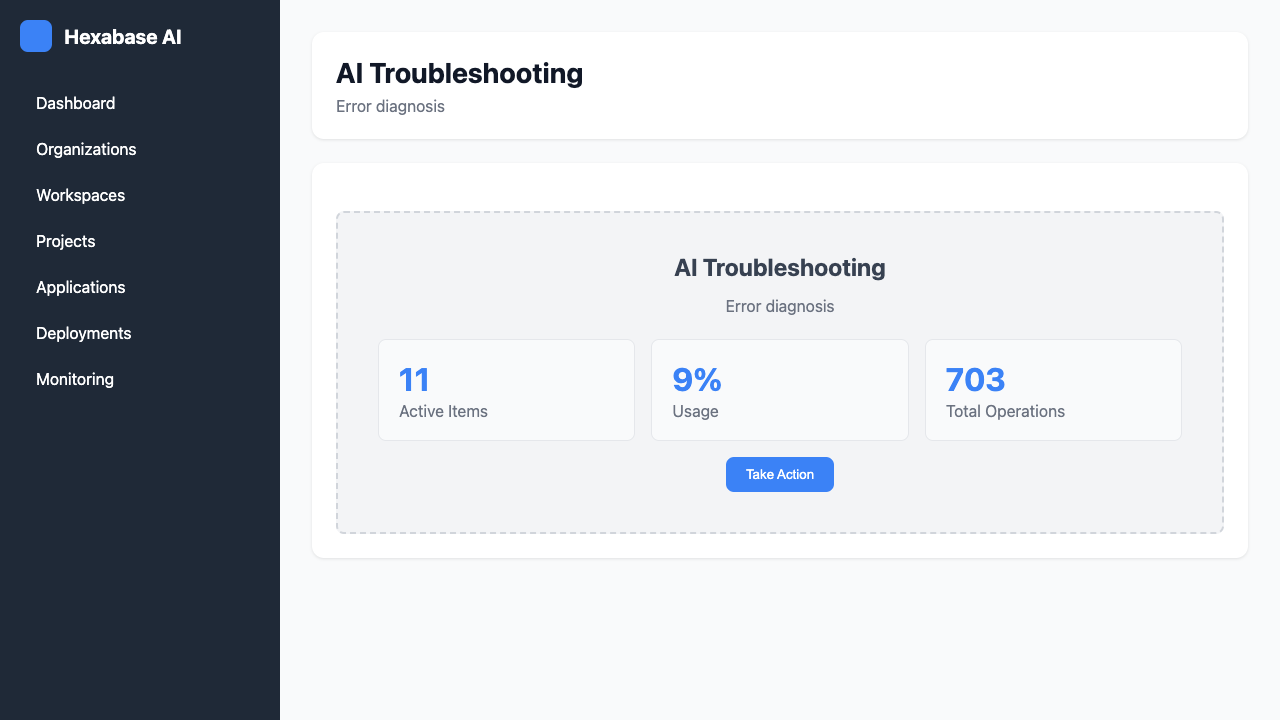 Hexabase AI
Dashboard
Organizations
Workspaces
Projects
Applications
Deployments
Monitoring
AI Troubleshooting
Error diagnosis
AI Troubleshooting
Error diagnosis
11
Active Items
9%
Usage
703
Total Operations
Take Action